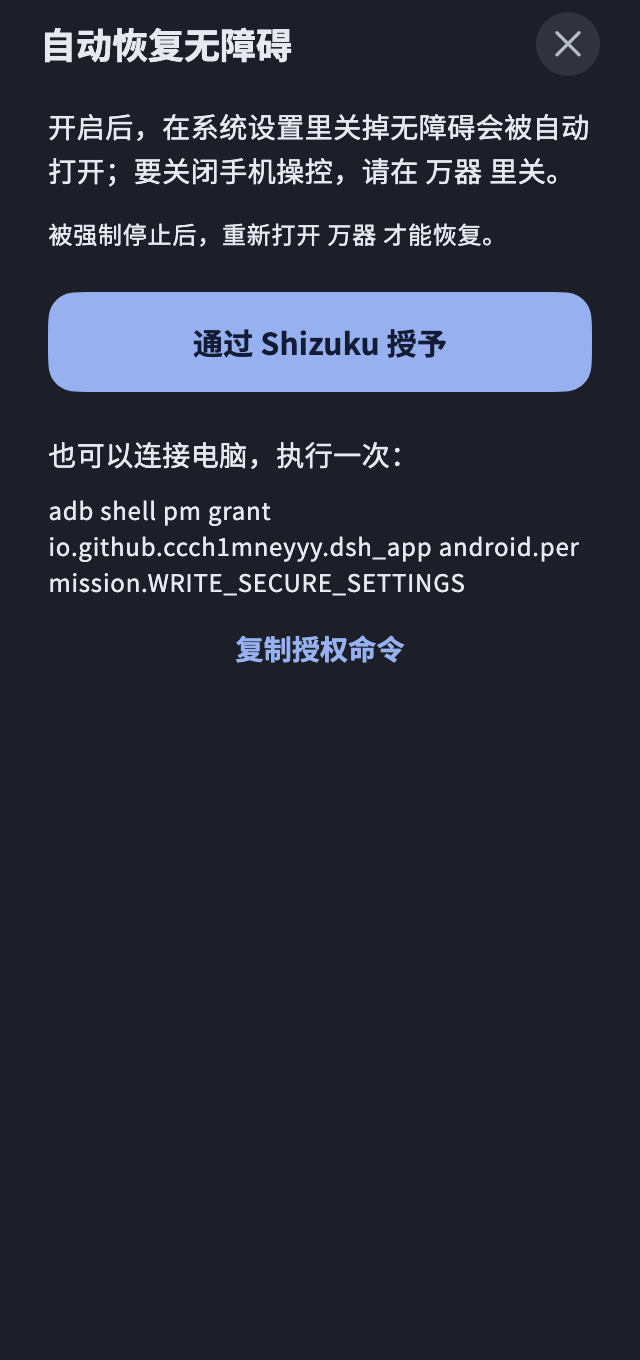 自动恢复无障碍
开启后，在系统设置里关掉无障碍会被自动
打开；要关闭手机操控，请在 万器 里关。
被强制停止后，重新打开 万器 才能恢复。
通过 Shizuku 授予
也可以连接电脑，执行一次：
adb shell pm grant
io.github.ccch1mneyyy.dsh_app android.per
mission.WRITE_SECURE_SETTINGS
复制授权命令